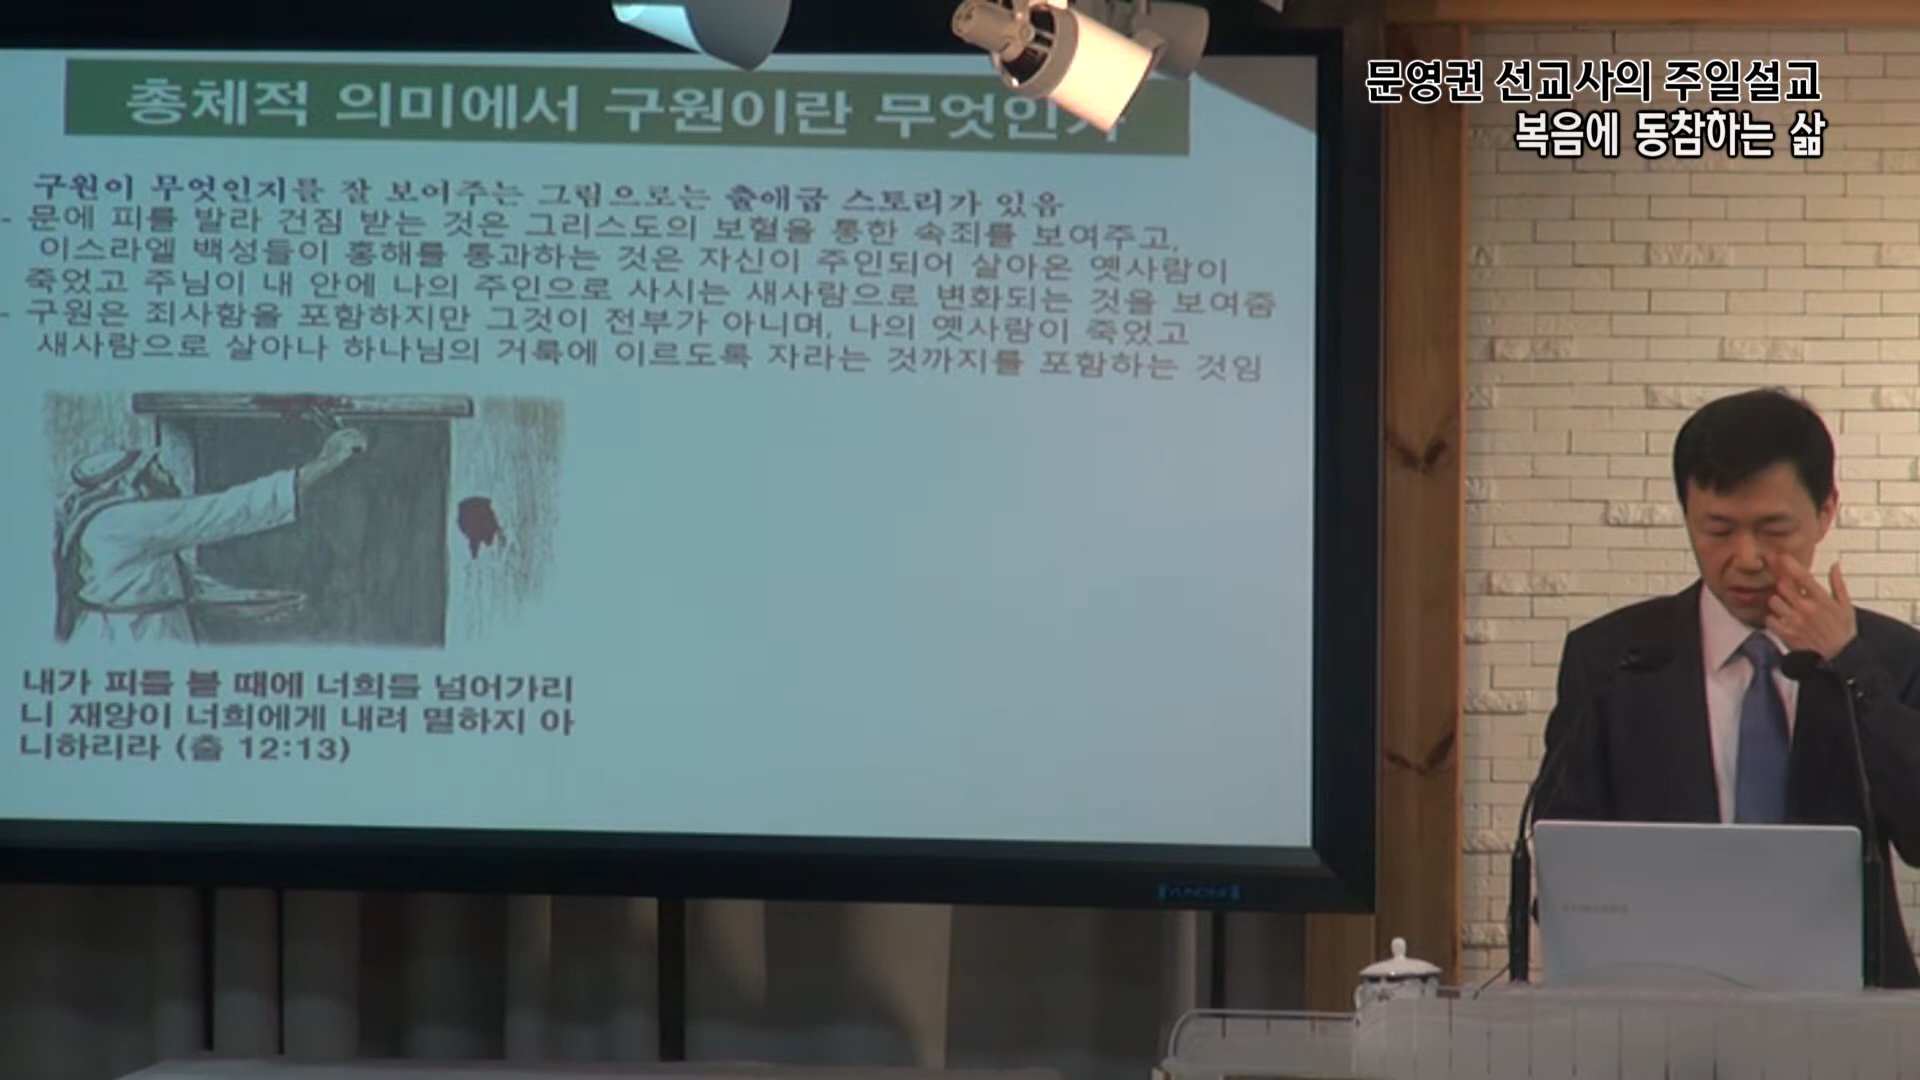 총체적 의미에서 구원이란 무엇인가
구원이 무엇인지를 잘 보여주는 그림으로는 출애굽 스토리가 있음
- 문에 피를 발라 건짐 받는 것은 그리스도의 보혈을 통한 속죄를 보여주고,
이스라엘 백성들이 홍해를 통과하는 것은 자신이 주인되어 살아온 옛사람이
죽었고 주님이 내 안에 나의 주인으로 사시는 새사람으로 변화되는 것을 보여줌
- 구원은 죄사함을 포함하지만 그것이 전부가 아니며, 나의 옛사람이 죽었고
새사람으로 살아나 하나님의 거룩에 이르도록 자라는 것까지를 포함하는 것임
내가 피를 볼 때에 너희를 넘어가리
니 재앙이 너희에게 내려 멸하지 아
니하리라 (출 12:13)
문영권 선교사의 주일설교
복음에 동참하는 삶
SAMSUNG